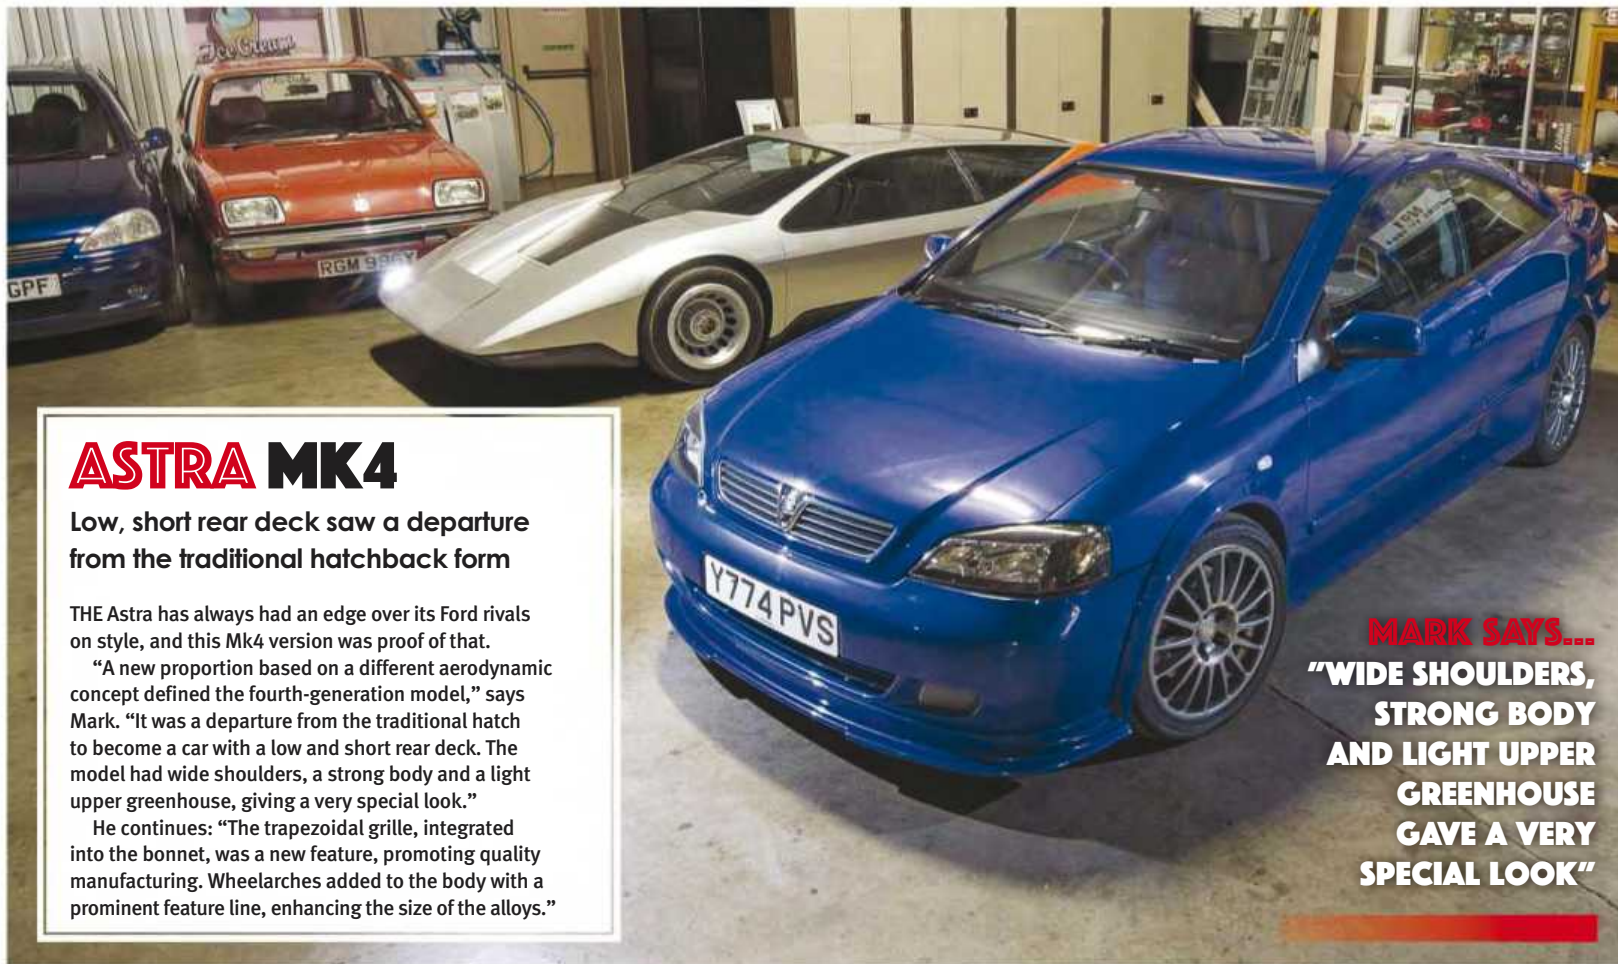 Ice Cream
GPF
RGM
Y774 PVS
ASTRA MK4
Low, short rear deck saw a departure
from the traditional hatchback form
THE Astra has always had an edge over its Ford rivals
on style, and this Mk4 version was proof of that.
“A new proportion based on a different aerodynamic
concept defined the fourth-generation model,” says
Mark. “It was a departure from the traditional hatch
to become a car with a low and short rear deck. The
model had wide shoulders, a strong body and a light
upper greenhouse, giving a very special look.”
He continues: “The trapezoidal grille, integrated
into the bonnet, was a new feature, promoting quality
manufacturing. Wheelarches added to the body with a
prominent feature line, enhancing the size of the alloys.”
MARK SAYS...
"WIDE SHOULDERS,
STRONG BODY
AND LIGHT UPPER
GREENHOUSE
GAVE A VERY
SPECIAL LOOK"